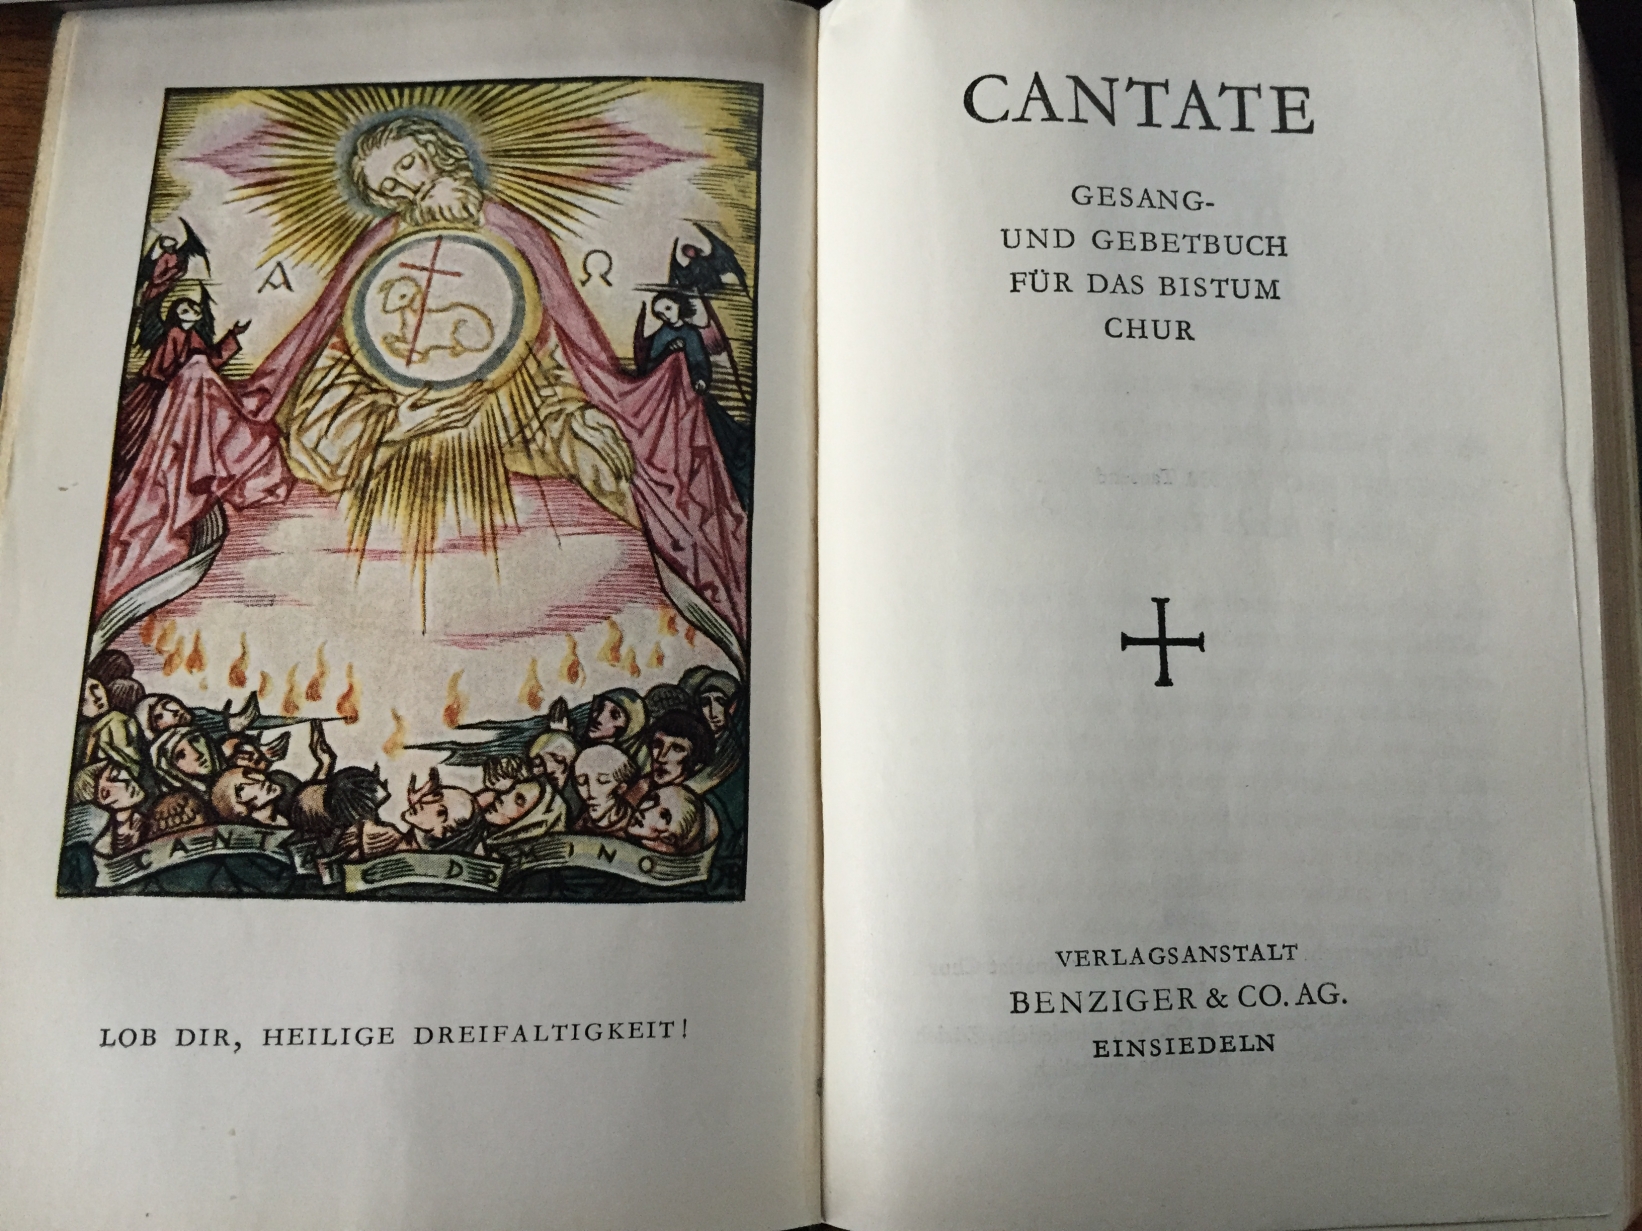 Α Ω
CANTATE DOMINO
LOB DIR, HEILIGE DREIFALTIGKEIT!
CANTATE
GESANG-
UND GEBETBUCH
FÜR DAS BISTUM
CHUR
VERLAGSANSTALT
BENZIGER & CO. AG.
EINSIEDELN